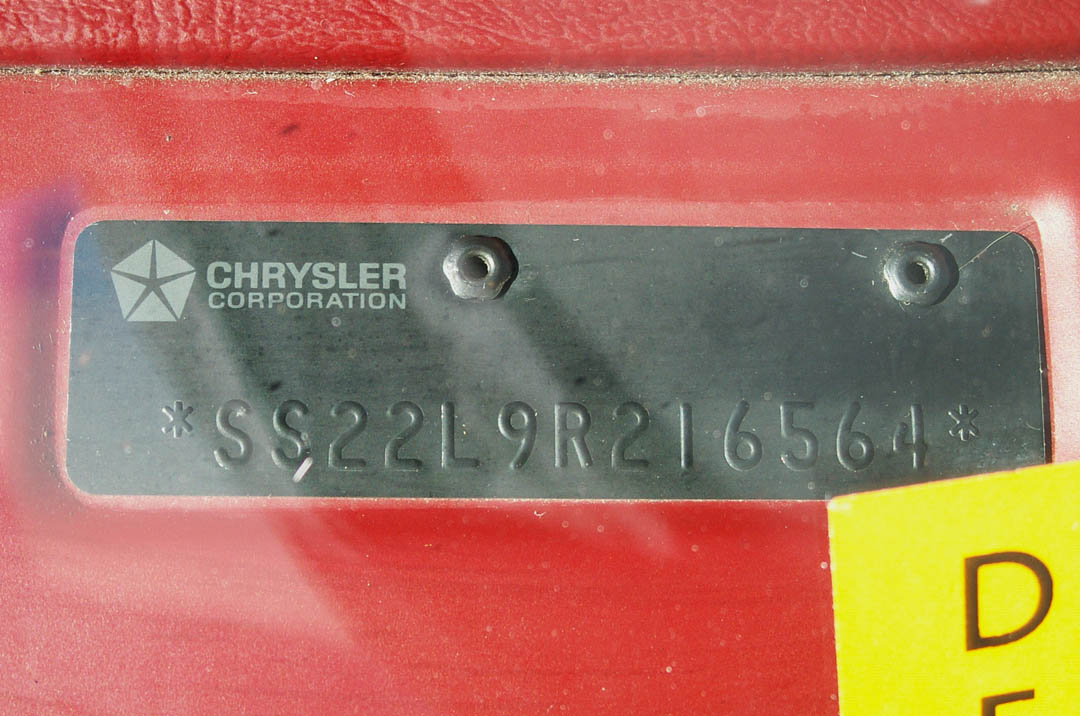 CHRYSLER
CORPORATION
*SS22L9R216564*
D